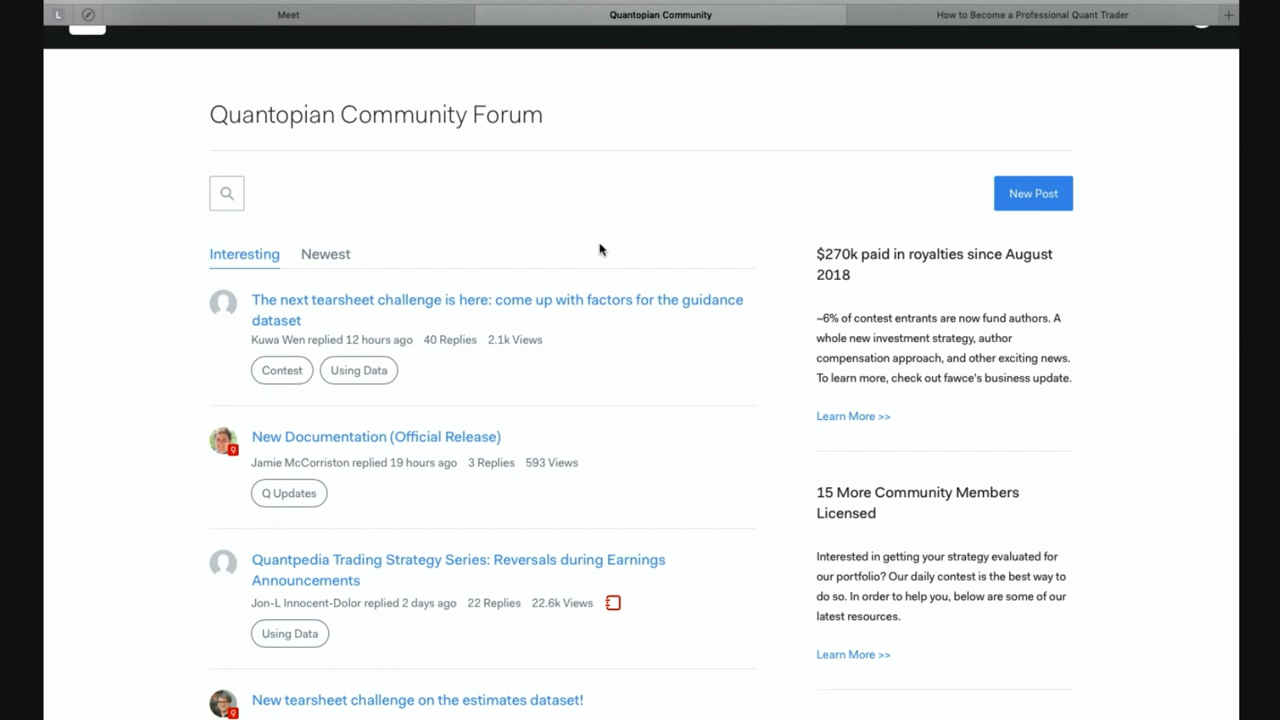 L
Meet
Quantopian Community
How to Become a Professional Quant Trader
Quantopian Community Forum
New Post
Interesting
Newest
The next tearsheet challenge is here: come up with factors for the guidance
dataset
Kuwa Wen replied 12 hours ago 40 Replies 2.1k Views
Contest
Using Data
New Documentation (Official Release)
Jamie McCorriston replied 19 hours ago 3 Replies 593 Views
Q Updates
Quantpedia Trading Strategy Series: Reversals during Earnings
Announcements
Jon-L Innocent-Dolor replied 2 days ago 22 Replies 22.6k Views
Using Data
New tearsheet challenge on the estimates dataset!
$270k paid in royalties since August
2018
~6% of contest entrants are now fund authors. A
whole new investment strategy, author
compensation approach, and other exciting news.
To learn more, check out fawce's business update.
Learn More >>
15 More Community Members
Licensed
Interested in getting your strategy evaluated for
our portfolio? Our daily contest is the best way to
do so. In order to help you, below are some of our
latest resources.
Learn More >>